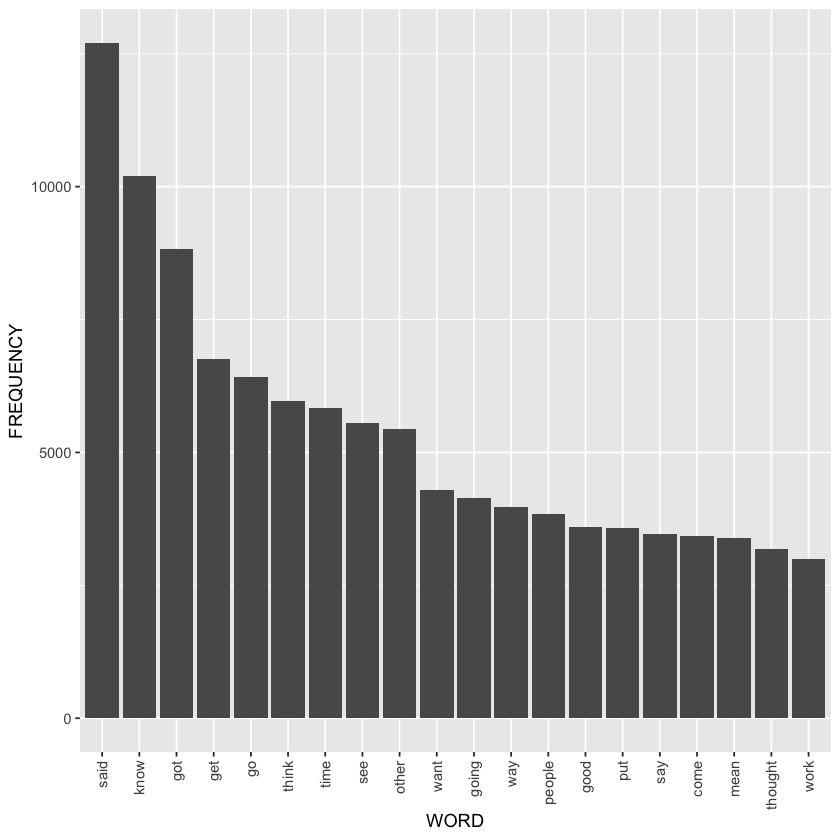 FREQUENCY
10000
5000
0
said
know
got
get
go
think
time
see
other
want
going
way
people
good
put
say
come
mean
thought
work
WORD